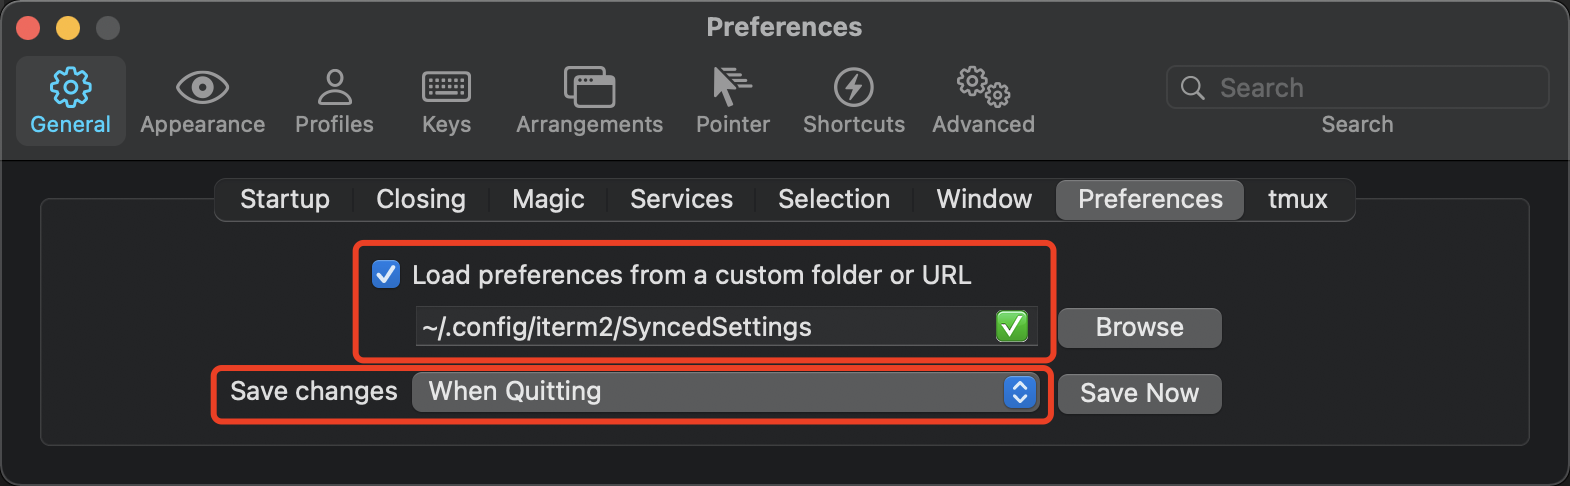 Preferences
General Appearance Profiles Keys Arrangements Pointer Shortcuts Advanced Search
Search
Startup Closing Magic Services Selection Window Preferences tmux
Load preferences from a custom folder or URL
~/.config/iterm2/SyncedSettings Browse
Save changes When Quitting Save Now